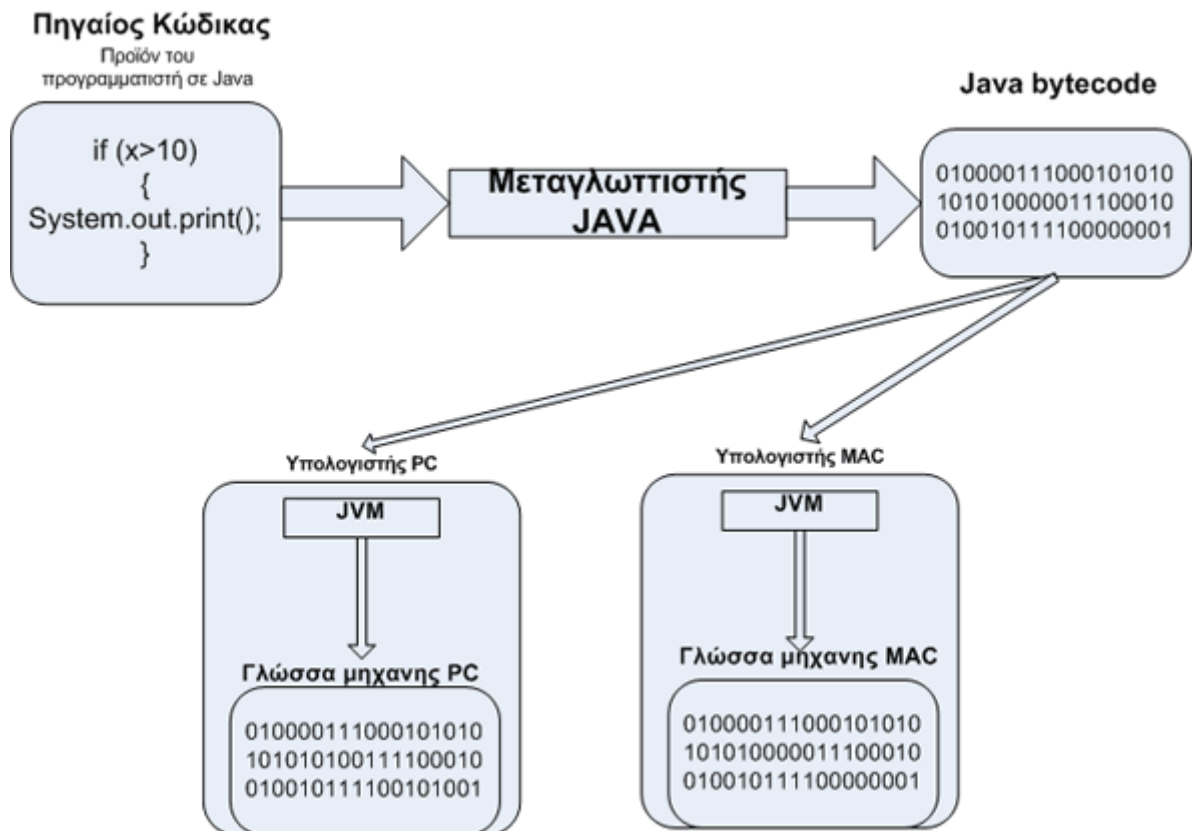 Πηγαίος Κώδικας
Προϊόν του
προγραμματιστή σε Java
if (x>10)
{
System.out.print();
}
Μεταγλωττιστής
JAVA
Java bytecode
010000111000101010
101010000011100010
010010111100000001
Υπολογιστής PC
JVM
Γλώσσα μηχανης PC
010000111000101010
101010100111100010
010010111100101001
Υπολογιστής MAC
JVM
Γλώσσα μηχανης MAC
010000111000101010
101010000011100010
010010111100000001